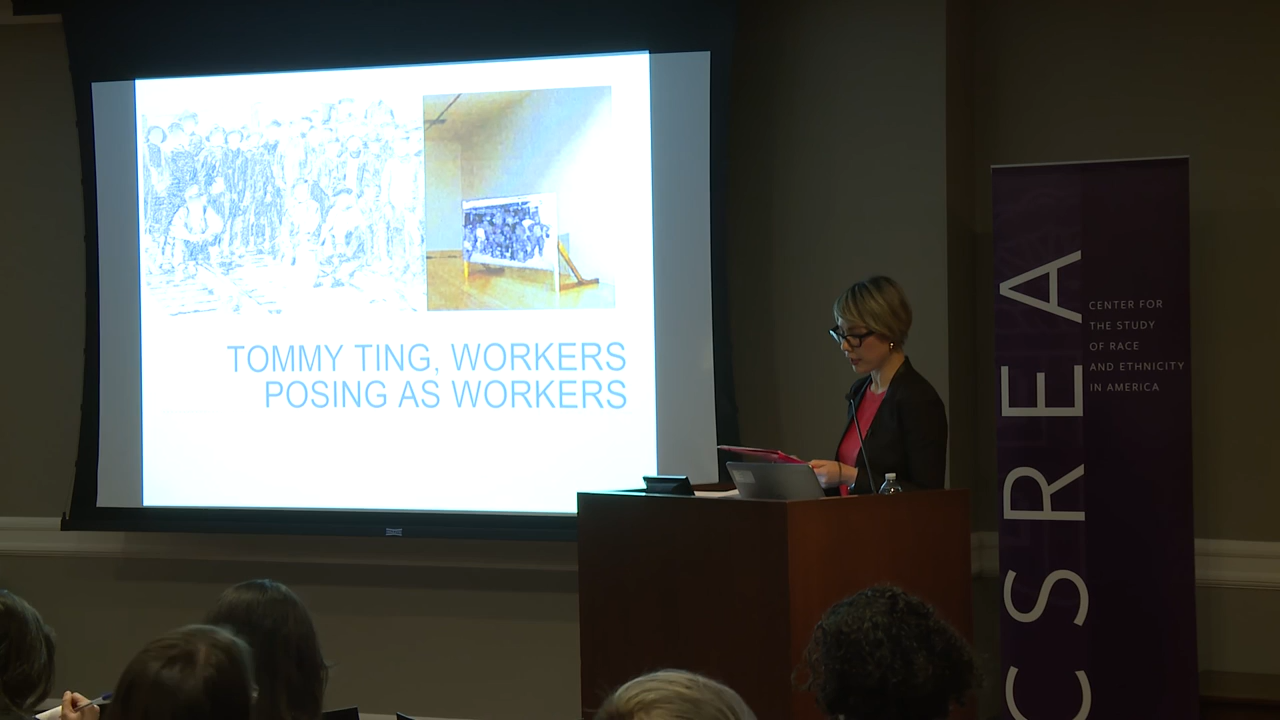 TOMMY TING, WORKERS
POSING AS WORKERS
CSREA
CENTER FOR
THE STUDY
OF RACE
AND ETHNICITY
IN AMERICA